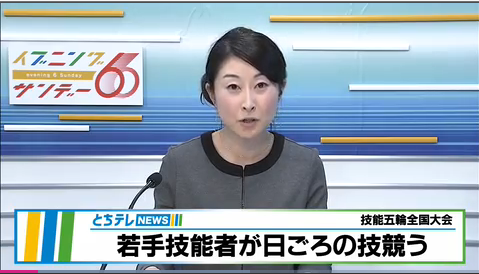 イブニング6
evening 6 Sunday
サンデー
とちテレNEWS
技能五輪全国大会
若手技能者が日ごろの技競う